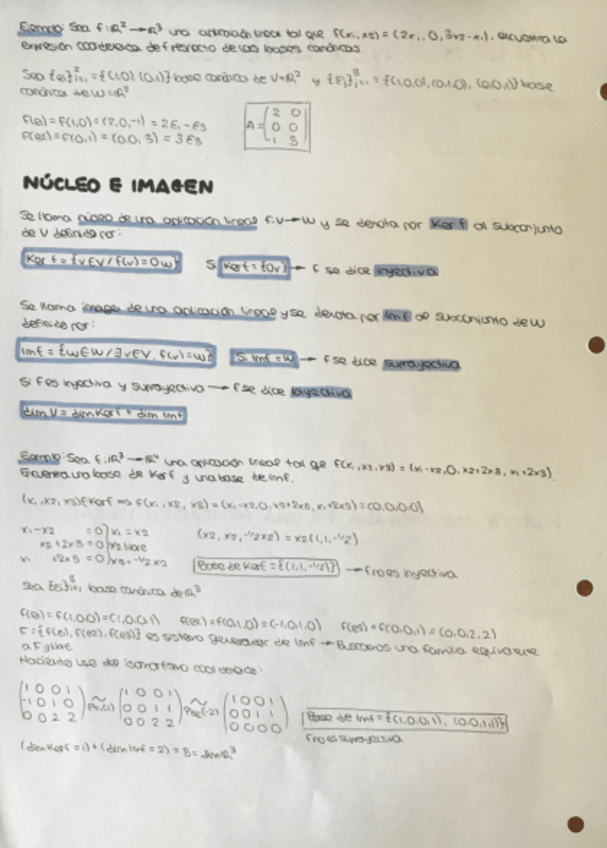 Ejemplo: Sea f: ℝ² → ℝ³ una aplicación lineal tal que f(x₁, x2) = (2x₁, 0, 3x2 - x₁), encuentra la
expresión coordenada de f respecto de las bases canónicas.
Sea {ei}²ᵢ₌₁ = {(1,0) (0,1)} base canónica de V=ℝ² y {Ei}³ᵢ₌₁ = {(1,0,0), (0,1,0), (0,0,1)} base
canónica de W=ℝ³
f(e1) = f(1,0) = (2,0,-1) = 2E1 - E3
f(e2) = f(0,1) = (0,0,3) = 3E3
A = (2 0
0 0
1 3)
NÚCLEO E IMAGEN
Se llama núcleo de una aplicación lineal f: V → W y se denota por Ker f al subconjunto
de V definido por:
Ker f = {v∈V / f(v) = 0w} Si Ker f = {0v} → f se dice inyectiva
Se llama imagen de una aplicación lineal y se denota por Imf al subconjunto de W
definido por:
Imf = {w∈W / ∃v∈V, f(v) = w} Si Imf = W → f se dice suprayectiva
Si f es inyectiva y suprayectiva → f se dice biyectiva
dim V = dim Ker f + dim Imf
Ejemplo: Sea f: ℝ³ → ℝ⁴ una aplicación lineal tal que f(x₁, x2, x3) = (x₁ - x2, 0, x2 + 2x3, x₁ + 2x3).
Encuentra una base de Ker f y una base de Imf.
(x₁, x2, x3) ∈ Ker f ⇒ f(x₁, x2, x3) = (x₁ - x2, 0, x2 + 2x3, x₁ + 2x3) = (0,0,0,0)
x₁ - x2 = 0 } x₁ = x2
x2 + 2x3 = 0 } x2 libre
x₁ + 2x3 = 0 } x3 = -1/2 x2
(x2, x2, -1/2x2) = x2 (1, 1, -1/2)
Base de Ker f = {(1, 1, -1/2)} → f no es inyectiva
Sea {ei}³ᵢ₌₁ base canónica de ℝ³
f(e1) = f(1,0,0) = (1,0,0,1) f(e2) = f(0,1,0) = (-1,0,1,0) f(e3) = f(0,0,1) = (0,0,2,2)
F = {f(e1), f(e2), f(e3)} es sistema generador de Imf → Buscamos una familia equivalente
a F y libre
Haciendo uso del isomorfismo coordenado:
(1 0 0 1
-1 0 1 0
0 0 2 2) ~ (1 0 0 1
0 0 1 1
0 0 2 2) ~ (1 0 0 1
0 0 1 1
0 0 0 0)
Base de Imf = {(1,0,0,1), (0,0,1,1)}
f no es suprayectiva
(dim Ker f = 1) + (dim Imf = 2) = 3 = dim ℝ³